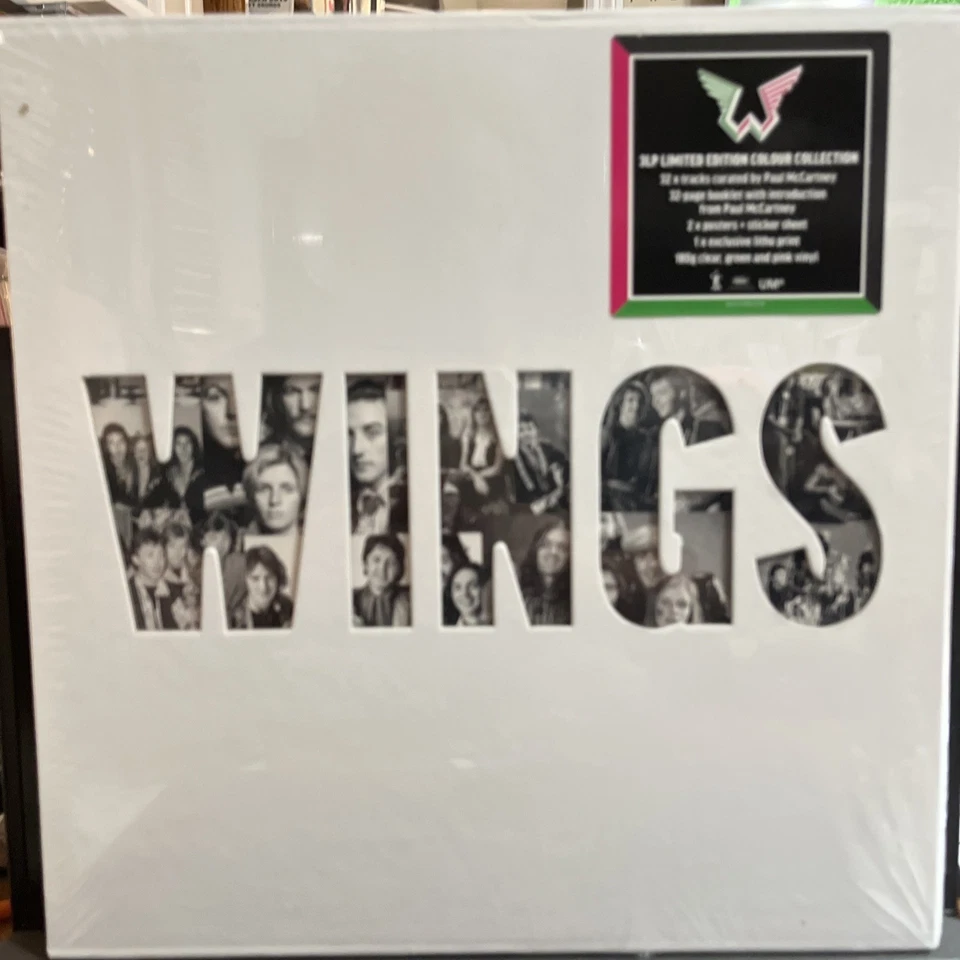 3LP LIMITED EDITION COLOUR COLLECTION
32 x tracks curated by Paul McCartney
32-page booklet with introduction
from Paul McCartney
2 x posters + sticker sheet
1 x exclusive litho print
180g clear, green and pink vinyl
UMe
WINGS